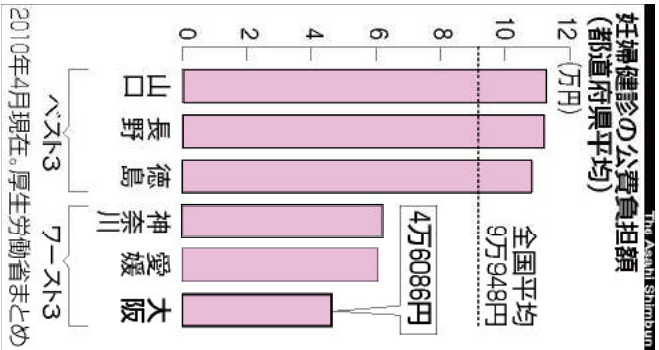 The Asahi Shimbun
妊婦健診の公費負担額
(都道府県平均)
(万円)
12
10
8
6
4
2
0
全国平均
9万948円
4万6086円
山口
長野
徳島
神奈川
愛媛
大阪
ベスト3
ワースト3
2010年4月現在。厚生労働省まとめ